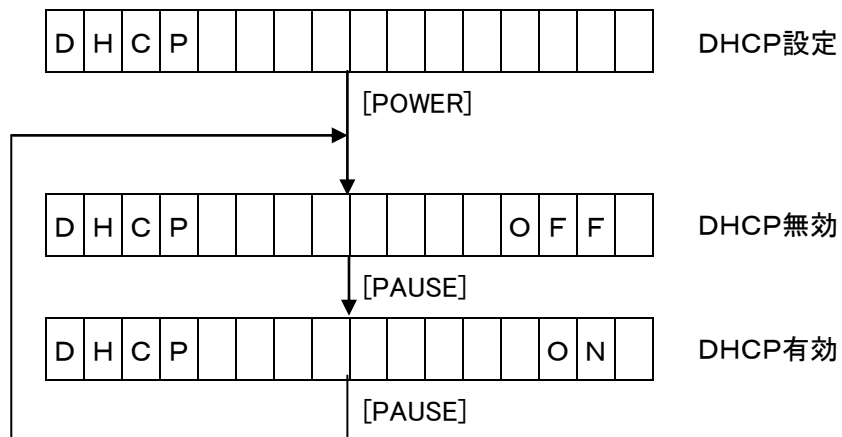 DHCP DHCP設定
[POWER]
DHCP OFF DHCP無効
[PAUSE]
DHCP ON DHCP有効
[PAUSE]